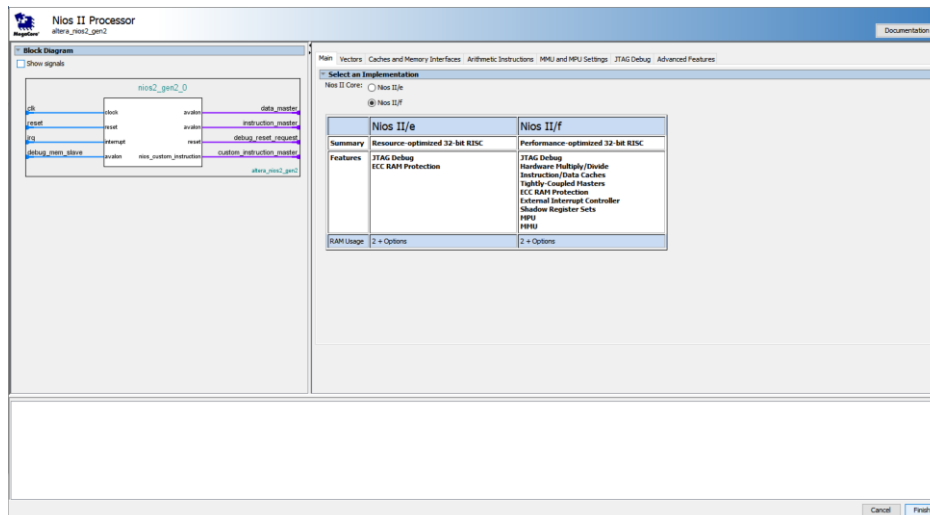 Nios II Processor
MegaCore'
altera_nios2_gen2
Documentation
Block Diagram
Show signals
nios2_gen2_0
clk
clock
avalon
data_master
reset
reset
avalon
instruction_master
irq
interrupt
reset
debug_reset_request
debug_mem_slave
avalon
nios_custom_instruction
custom_instruction_master
altera_nios2_gen2
Main Vectors Caches and Memory Interfaces Arithmetic Instructions MMU and MPU Settings JTAG Debug Advanced Features
Select an Implementation
Nios II Core:
Nios II/e
Nios II/f
Nios II/e Nios II/f
Summary Resource-optimized 32-bit RISC Performance-optimized 32-bit RISC
Features
JTAG Debug
ECC RAM Protection
JTAG Debug
Hardware Multiply/Divide
Instruction/Data Caches
Tightly-Coupled Masters
ECC RAM Protection
External Interrupt Controller
Shadow Register Sets
MPU
MMU
RAM Usage 2 + Options 2 + Options
Cancel Finish